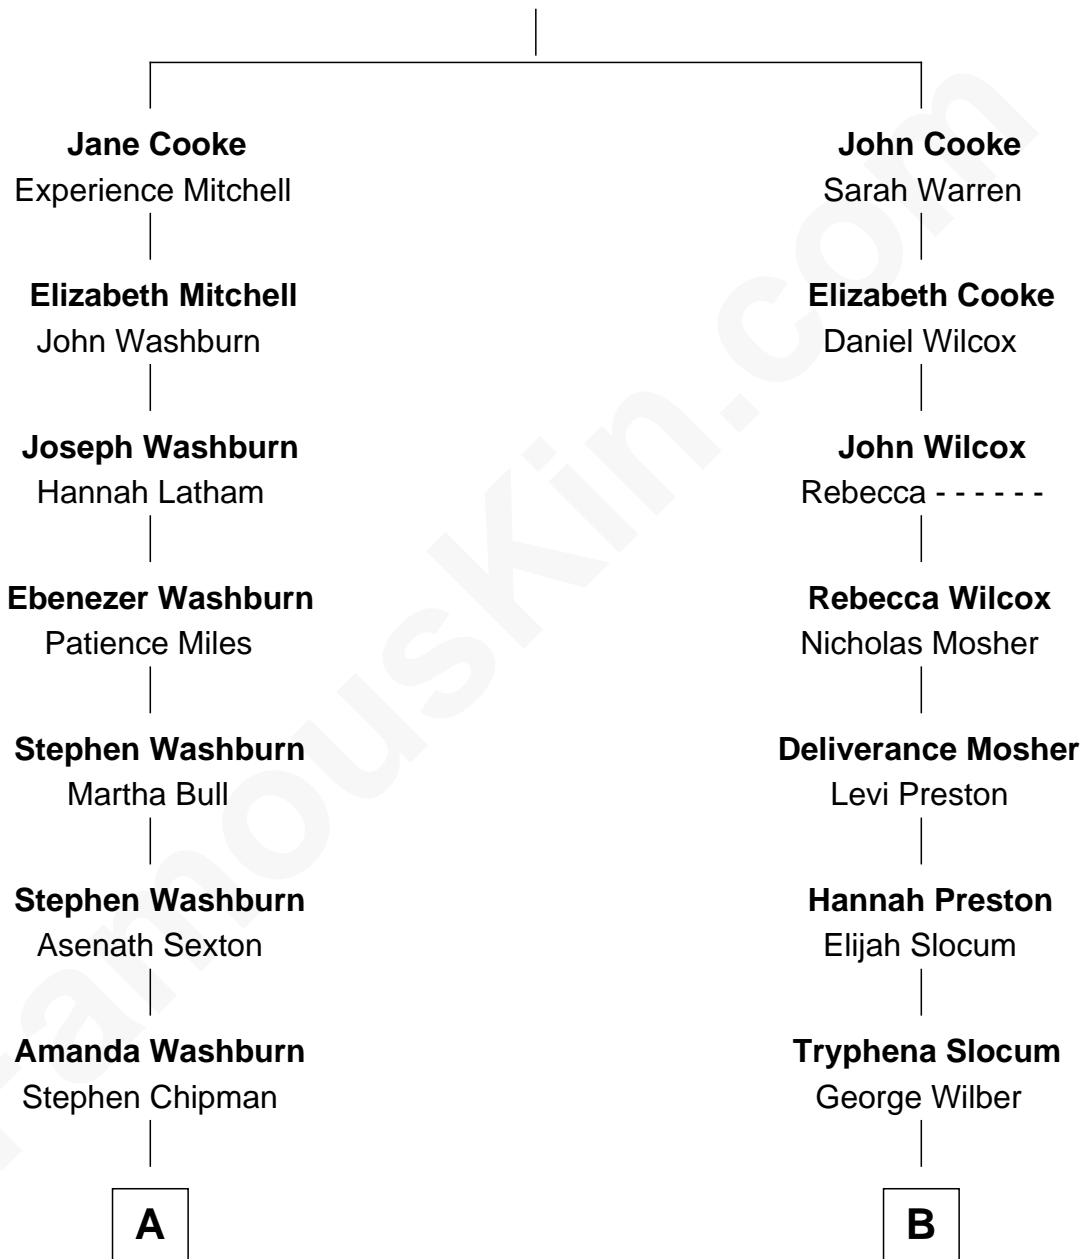 Jane Cooke
Experience Mitchell
Elizabeth Mitchell
John Washburn
Joseph Washburn
Hannah Latham
Ebenezer Washburn
Patience Miles
Stephen Washburn
Martha Bull
Stephen Washburn
Asenath Sexton
Amanda Washburn
Stephen Chipman
A
John Cooke
Sarah Warren
Elizabeth Cooke
Daniel Wilcox
John Wilcox
Rebecca - - - - - -
Rebecca Wilcox
Nicholas Mosher
Deliverance Mosher
Levi Preston
Hannah Preston
Elijah Slocum
Tryphena Slocum
George Wilber
B
FamousKin.com